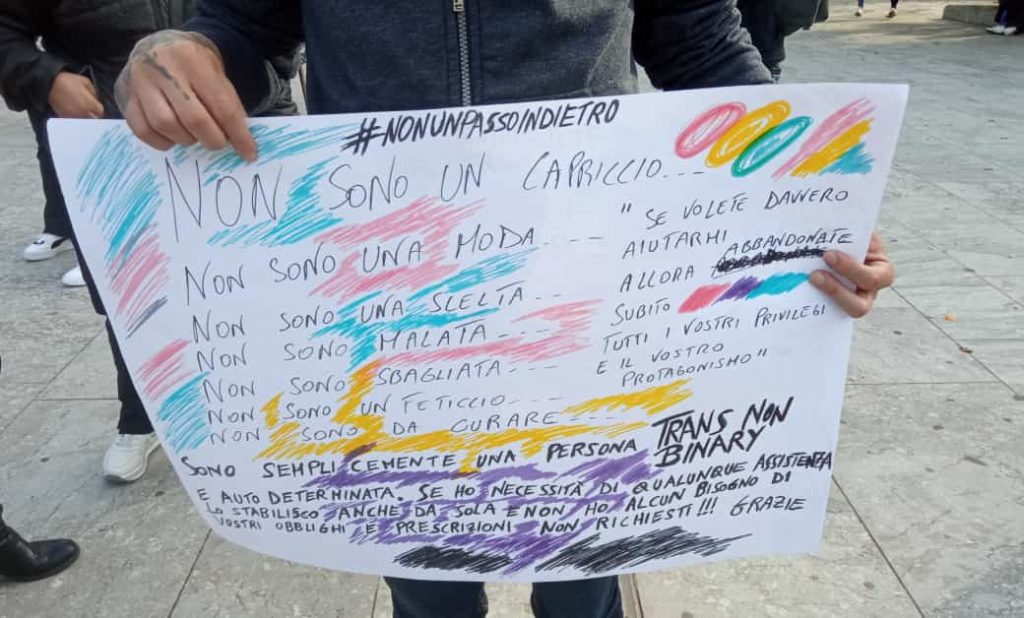 #NONUNPASSOINDIETRO
NON SONO UN CAPRICCIO...
NON SONO UNA MODA....
NON SONO UNA SCELTA...
NON SONO MALATA....
NON SONO SBAGLIATA....
NON SONO UN FETICCIO....
NON SONO DA CURARE....
"SE VOLETE DAVVERO
AIUTARMI
ALLORA ABBANDONATE
SUBITO
TUTTI I VOSTRI PRIVILEGI
E IL VOSTRO
PROTAGONISMO"
SONO SEMPLICEMENTE UNA PERSONA TRANS NON
BINARY
E AUTO DETERMINATA. SE HO NECESSITÀ DI QUALUNQUE ASSISTENZA
LO STABILISCO ANCHE DA SOLA E NON HO ALCUN BISOGNO DI
VOSTRI OBBLIGHI E PRESCRIZIONI NON RICHIESTI!!! GRAZIE